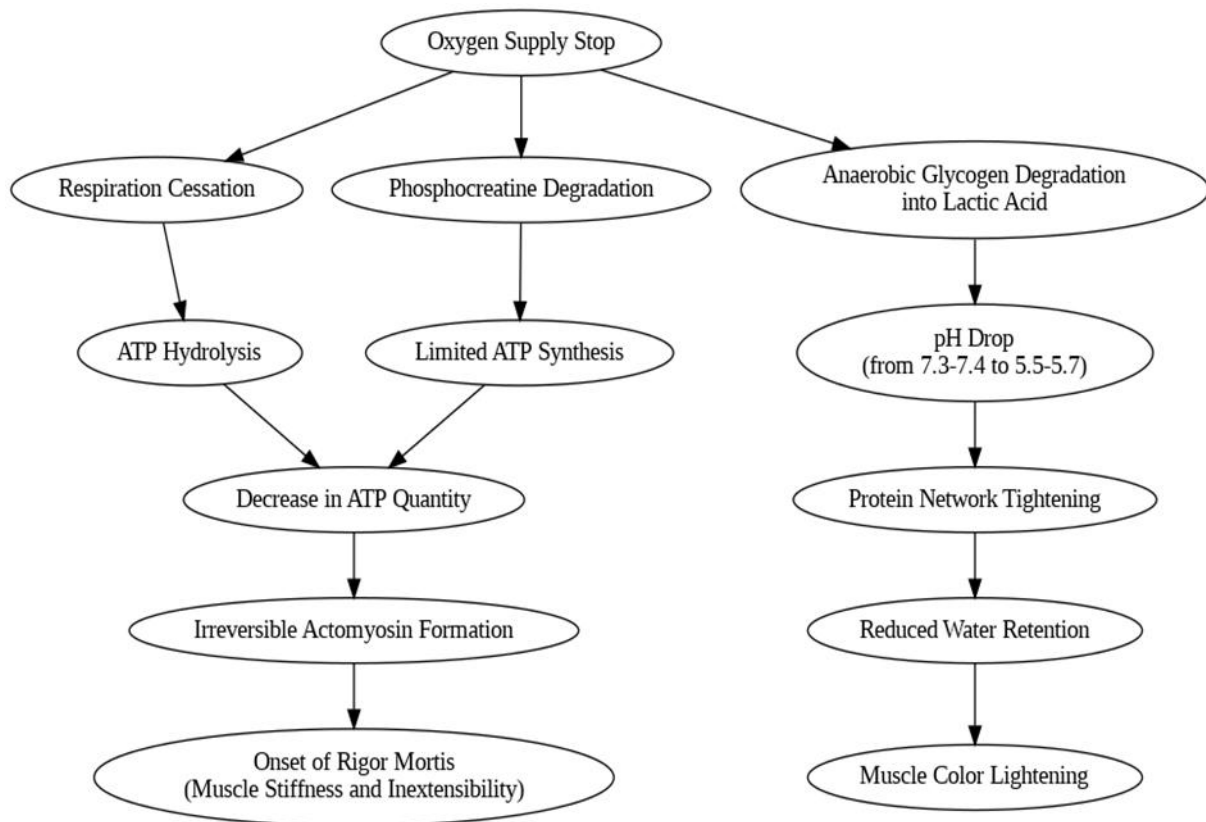 Oxygen Supply Stop
Respiration Cessation
Phosphocreatine Degradation
Anaerobic Glycogen Degradation
into Lactic Acid
ATP Hydrolysis
Limited ATP Synthesis
pH Drop
(from 7.3-7.4 to 5.5-5.7)
Decrease in ATP Quantity
Protein Network Tightening
Irreversible Actomyosin Formation
Reduced Water Retention
Onset of Rigor Mortis
(Muscle Stiffness and Inextensibility)
Muscle Color Lightening